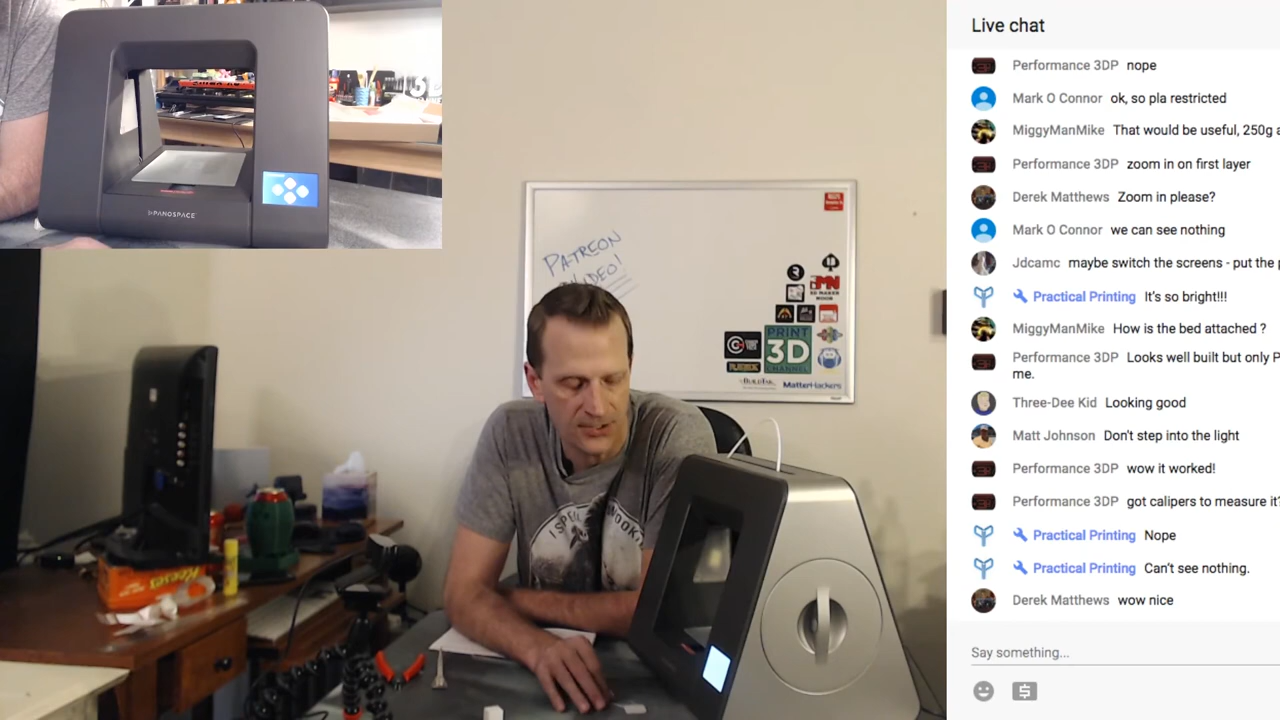 PANOSPACE
PATREON
VIDEO!
PRINT
3D
CHANNEL
BUILDTAK
MatterHackers
I SPEAK
WOOKIE
Reese's
Live chat
Performance 3DP nope
Mark O Connor ok, so pla restricted
MiggyManMike That would be useful, 250g a
Performance 3DP zoom in on first layer
Derek Matthews Zoom in please?
Mark O Connor we can see nothing
Jdcamc maybe switch the screens - put the p
Practical Printing It's so bright!!!
MiggyManMike How is the bed attached ?
Performance 3DP Looks well built but only P
me.
Three-Dee Kid Looking good
Matt Johnson Don't step into the light
Performance 3DP wow it worked!
Performance 3DP got calipers to measure it?
Practical Printing Nope
Practical Printing Can't see nothing.
Derek Matthews wow nice
Say something...